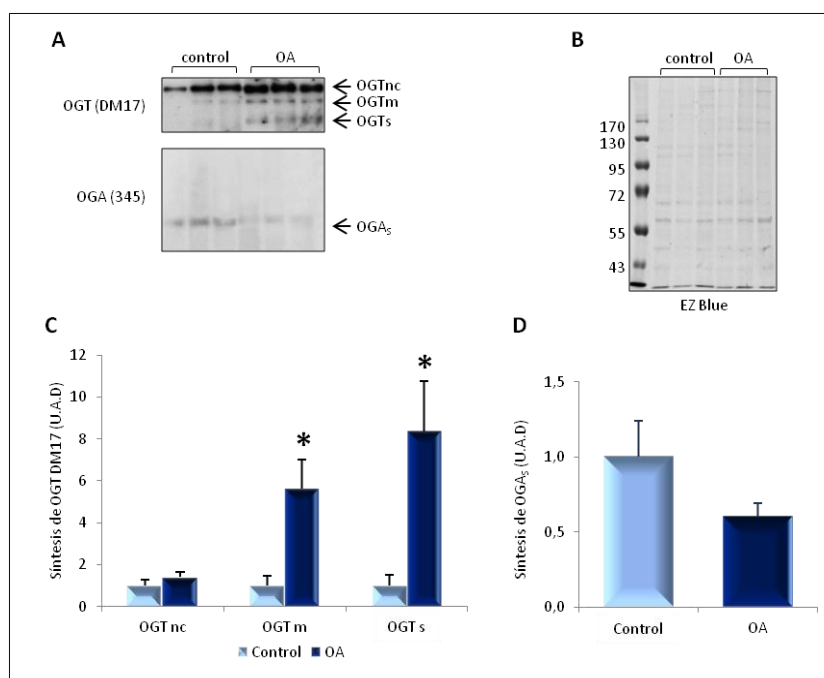 A
control OA
OGT (DM17)
OGTnc
OGTm
OGTs
OGA (345)
OGAS
B
control OA
170
130
95
72
55
43
EZ Blue
C
Síntesis de OGT DM17 (U.A.D)
12
10
8
6
4
2
0
*
*
OGT nc OGT m OGT s
Control OA
D
Síntesis de OGAS (U.A.D)
1,5
1,0
0,5
0,0
Control OA